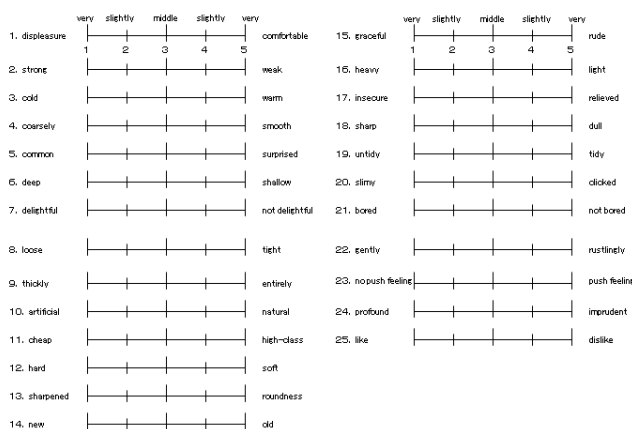 very slightly middle slightly very
1. displeasure comfortable
1 2 3 4 5
2. strong weak
3. cold warm
4. coarsely smooth
5. common surprised
6. deep shallow
7. delightful not delightful
8. loose tight
9. thickly entirely
10. artificial natural
11. cheap high-class
12. hard soft
13. sharpened roundness
14. new old
very slightly middle slightly very
15. graceful rude
1 2 3 4 5
16. heavy light
17. insecure relieved
18. sharp dull
19. untidy tidy
20. slimy clicked
21. bored not bored
22. gently rustlingly
23. no push feeling push feeling
24. profound imprudent
25. like dislike